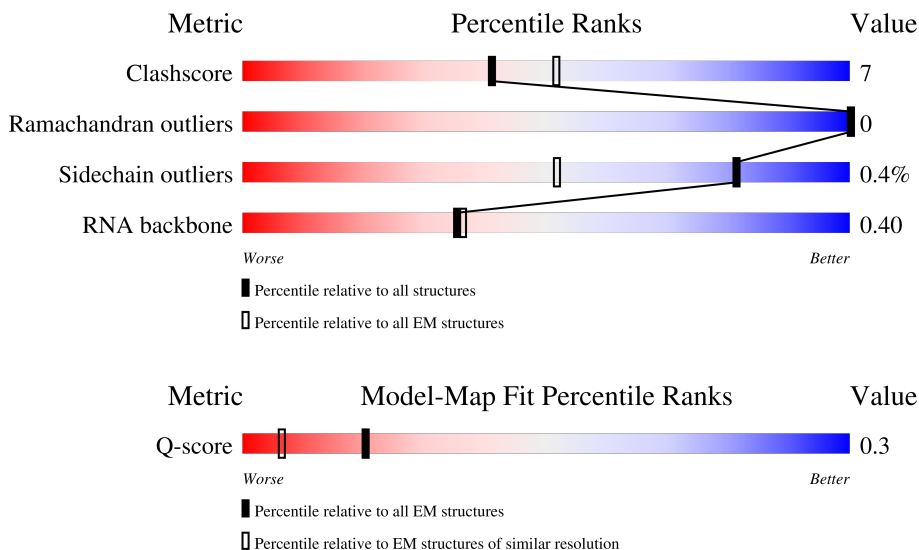 Metric Percentile Ranks Value
Clashscore 7
Ramachandran outliers 0
Sidechain outliers 0.4%
RNA backbone 0.40
Worse Better
Percentile relative to all structures
Percentile relative to all EM structures
Metric Model-Map Fit Percentile Ranks Value
Q-score 0.3
Worse Better
Percentile relative to all EM structures
Percentile relative to EM structures of similar resolution